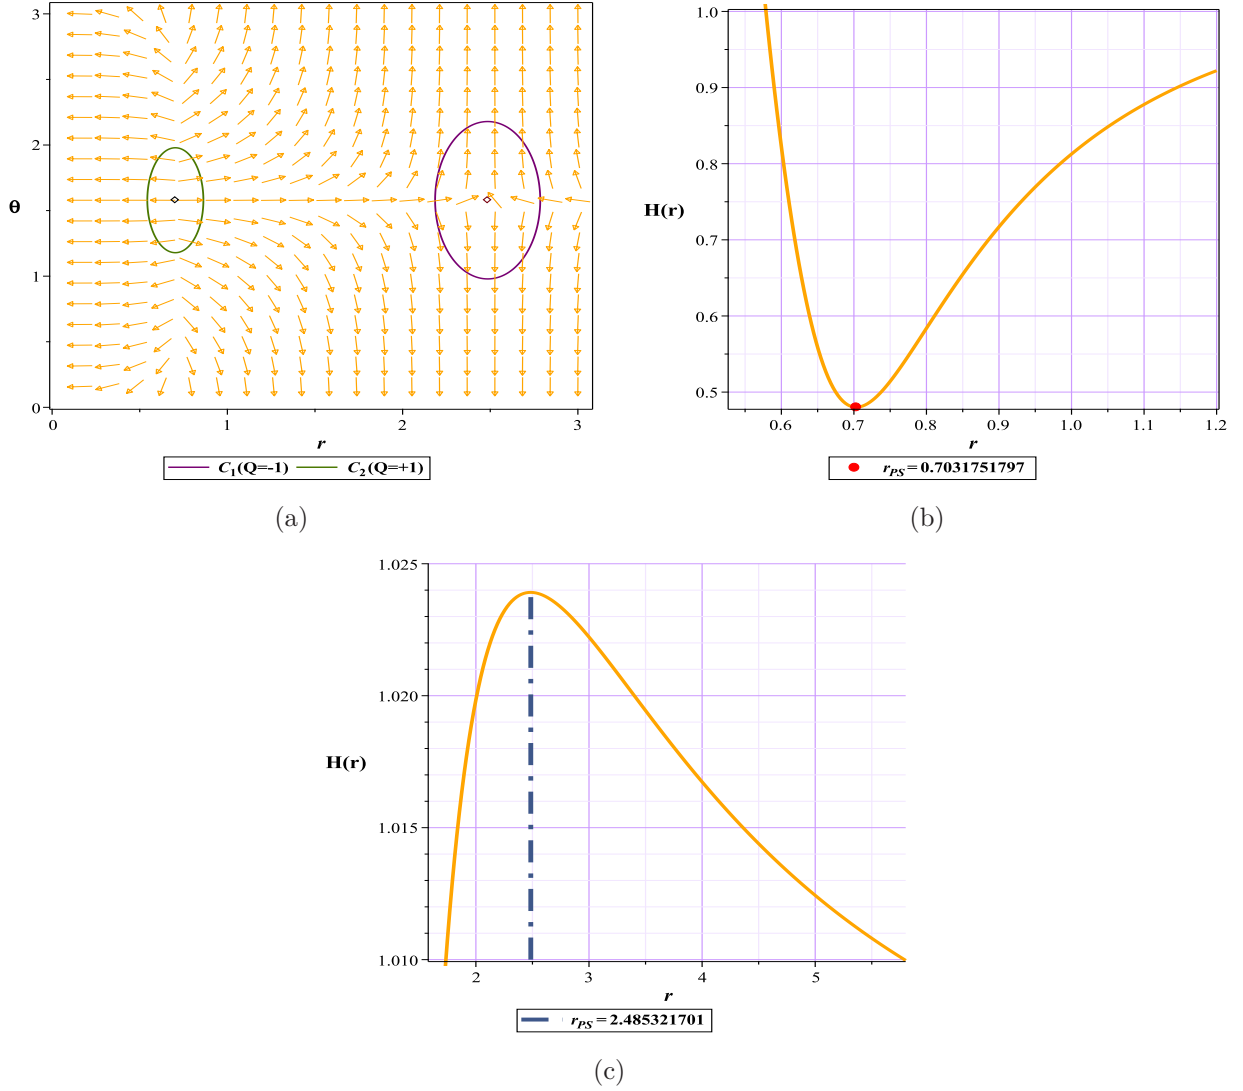 3
2
θ
1
0
0
1
2
3
r
C₁(Q=-1) C₂(Q=+1)
(a)
1.0
0.9
0.8
H(r)
0.7
0.6
0.5
0.6 0.7 0.8 0.9 1.0 1.1 1.2
r
r_PS = 0.7031751797
(b)
1.025
1.020
H(r)
1.015
1.010
2 3 4 5
r
r_PS = 2.485321701
(c)